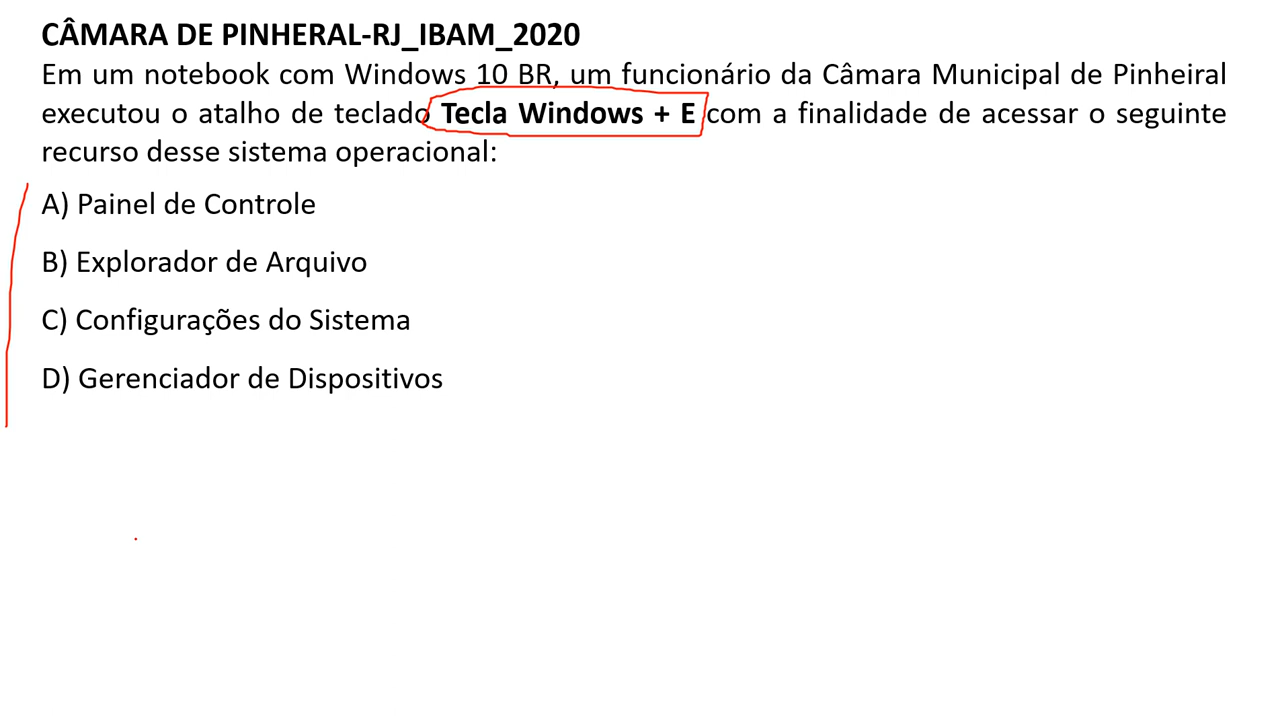 CÂMARA DE PINHERAL-RJ_IBAM_2020
Em um notebook com Windows 10 BR, um funcionário da Câmara Municipal de Pinheiral
executou o atalho de teclado Tecla Windows + E com a finalidade de acessar o seguinte
recurso desse sistema operacional:
A) Painel de Controle
B) Explorador de Arquivo
C) Configurações do Sistema
D) Gerenciador de Dispositivos